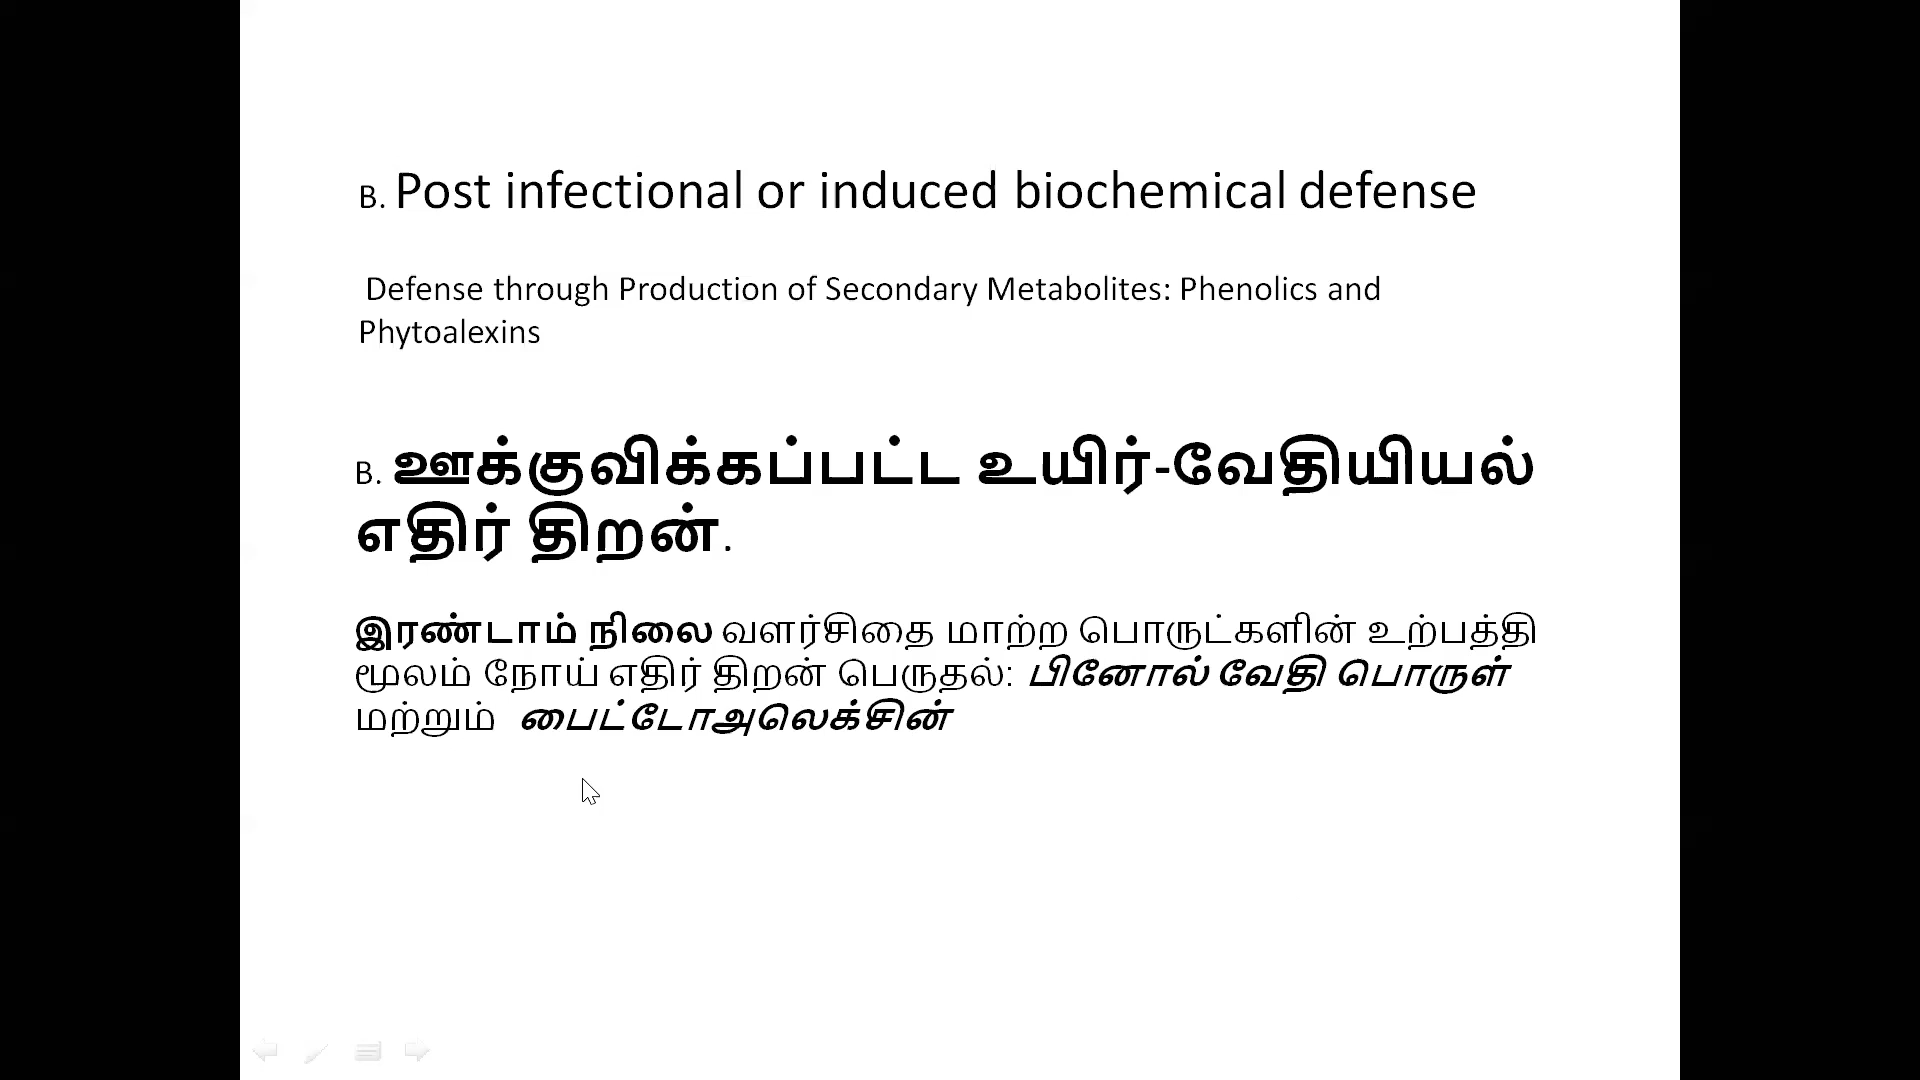 B. Post infectional or induced biochemical defense
Defense through Production of Secondary Metabolites: Phenolics and
Phytoalexins
B. ஊக்குவிக்கப்பட்ட உயிர்-வேதியியல்
எதிர் திறன்.
இரண்டாம் நிலை வளர்சிதை மாற்ற பொருட்களின் உற்பத்தி
மூலம் நோய் எதிர் திறன் பெருதல்: பினோல் வேதி பொருள்
மற்றும் பைட்டோஅலெக்சின்